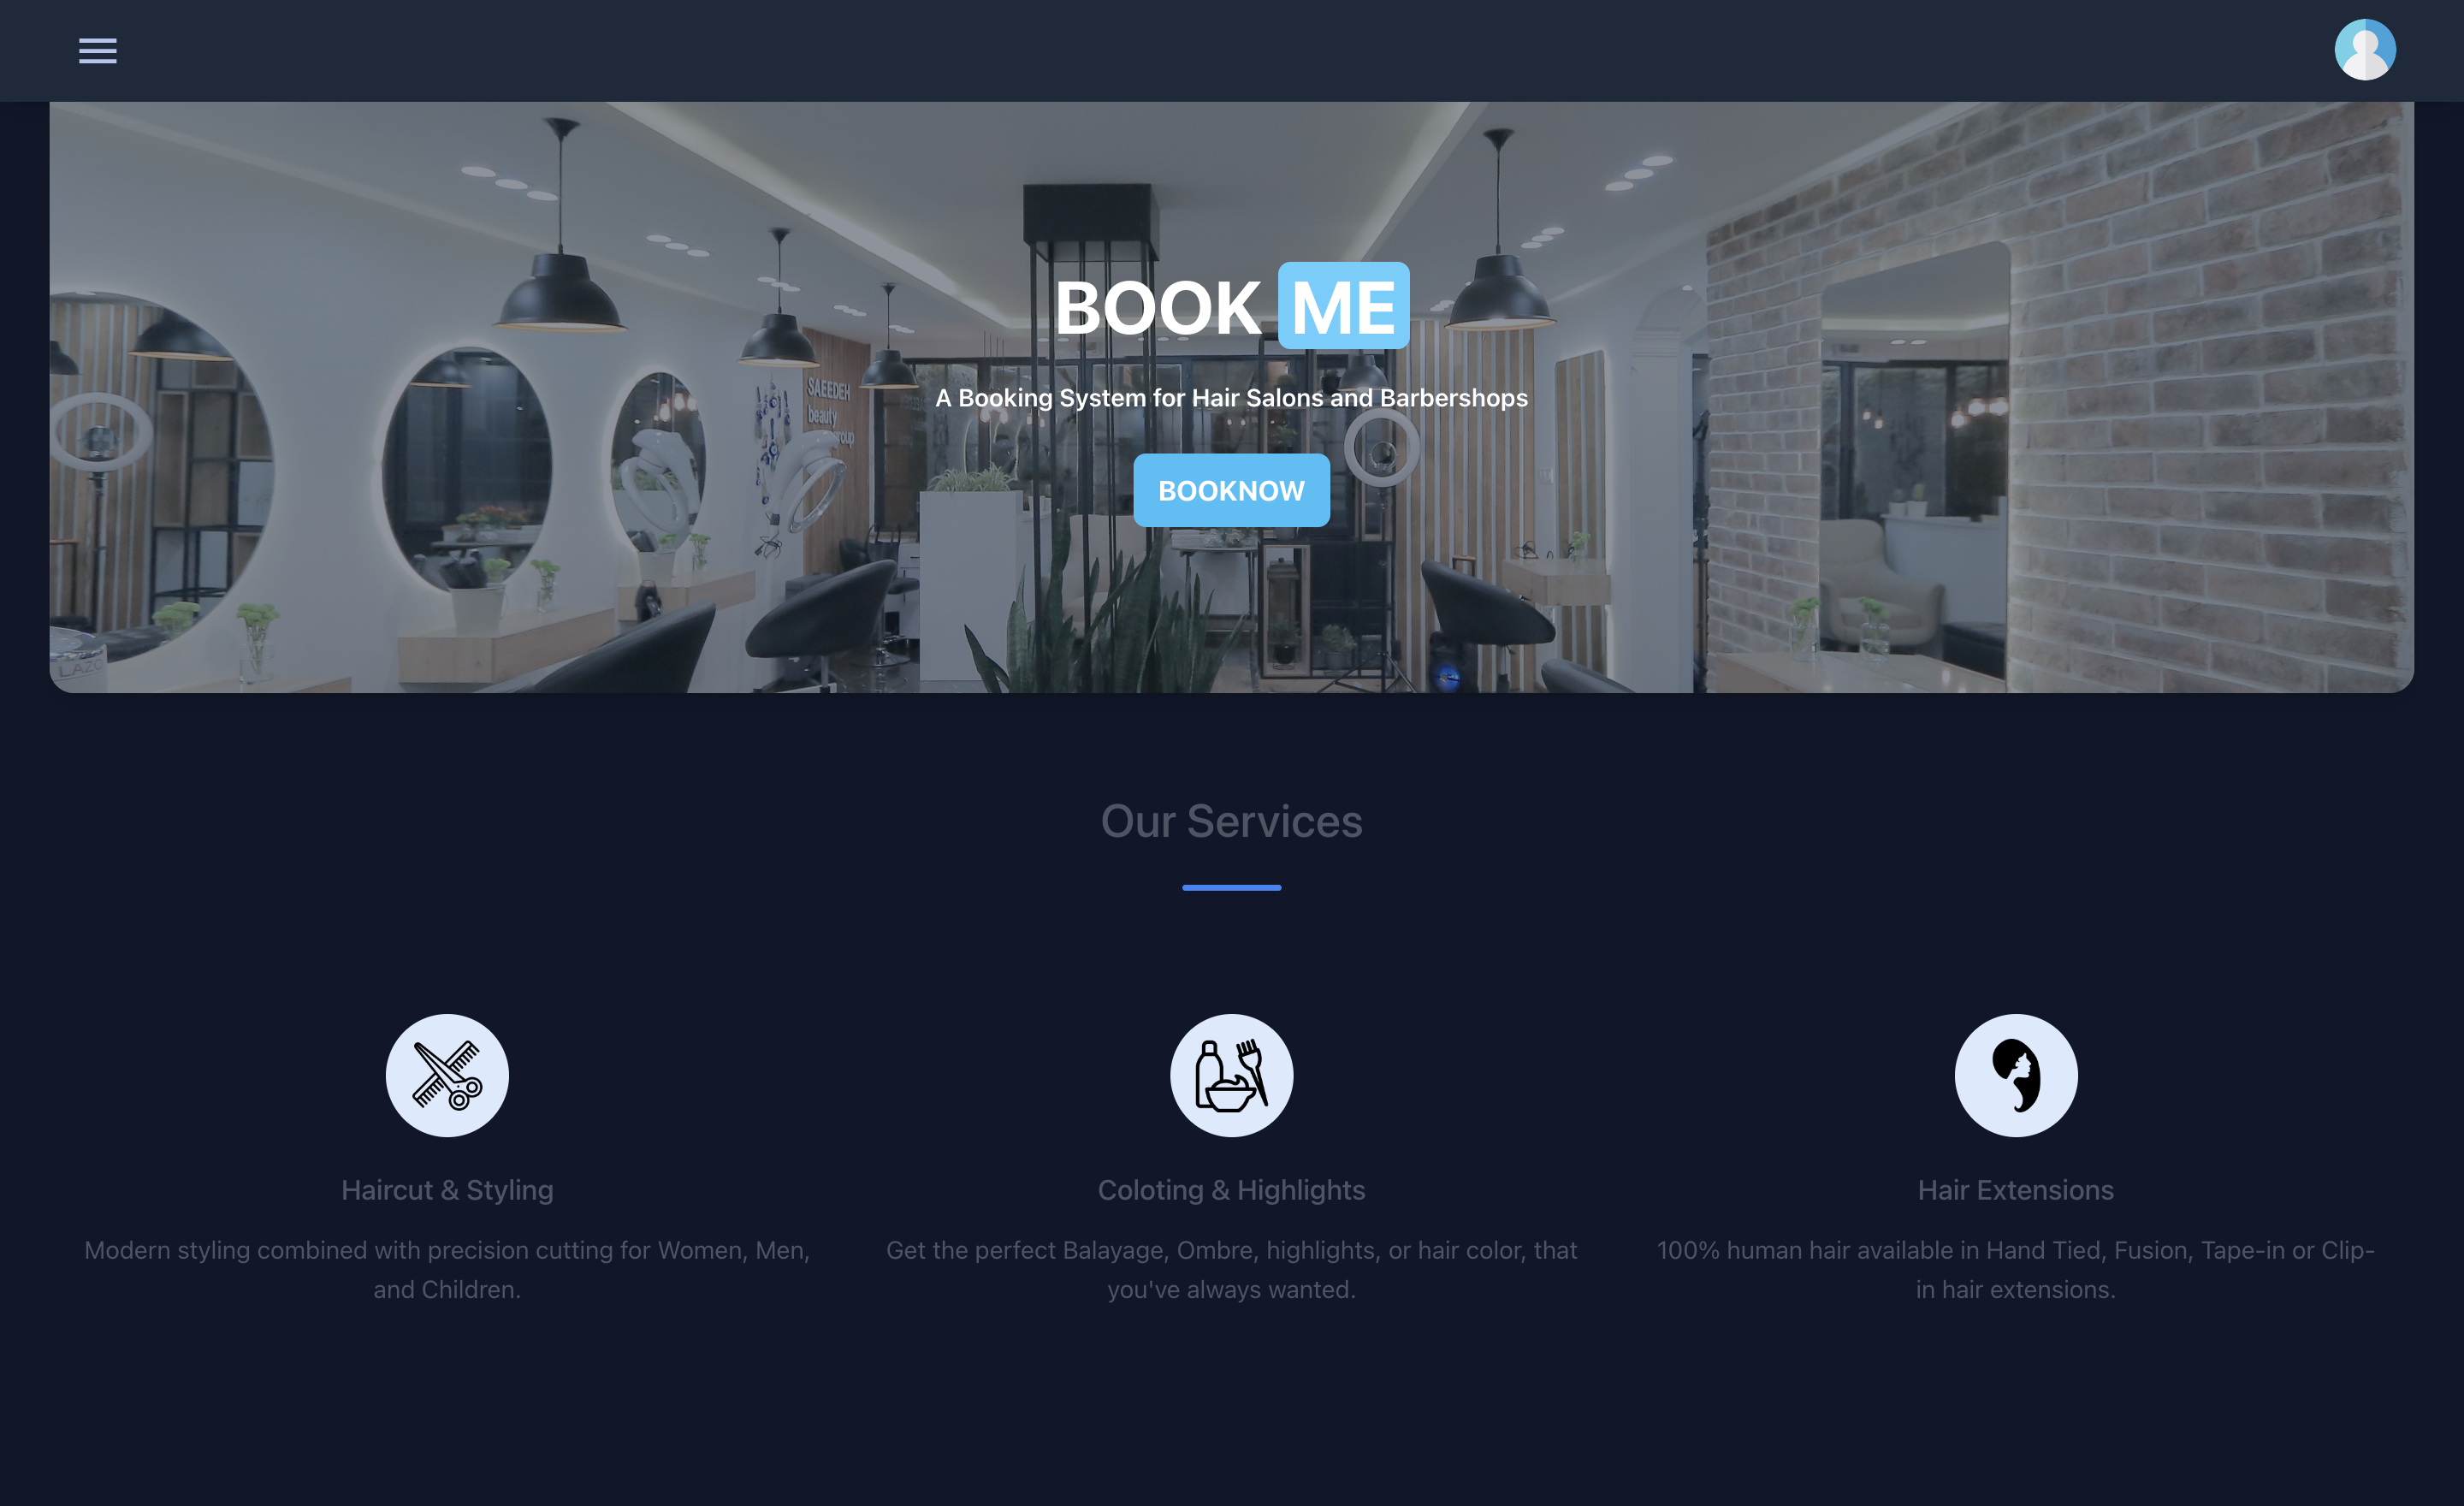 BOOK ME
SAEEDEH
beauty
A Booking System for Hair Salons and Barbershops
BOOKNOW
LAZO
Our Services
Haircut & Styling
Modern styling combined with precision cutting for Women, Men,
and Children.
Coloting & Highlights
Get the perfect Balayage, Ombre, highlights, or hair color, that
you've always wanted.
Hair Extensions
100% human hair available in Hand Tied, Fusion, Tape-in or Clip-
in hair extensions.